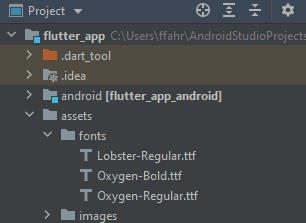 Project
flutter_app C:\Users\ffahr\AndroidStudioProjects
.dart_tool
.idea
android [flutter_app_android]
assets
fonts
Lobster-Regular.ttf
Oxygen-Bold.ttf
Oxygen-Regular.ttf
images